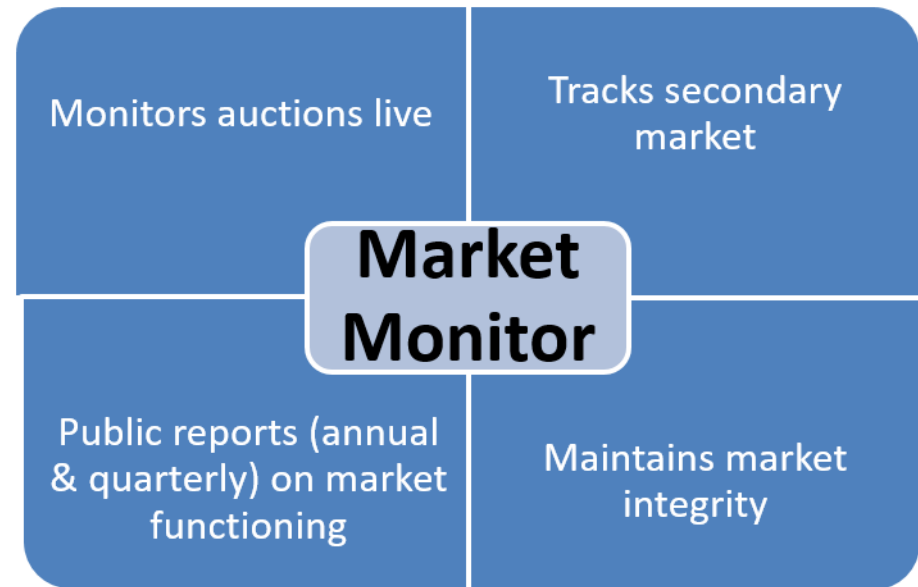 Monitors auctions live
Tracks secondary
market
Market
Monitor
Public reports (annual
& quarterly) on market
functioning
Maintains market
integrity